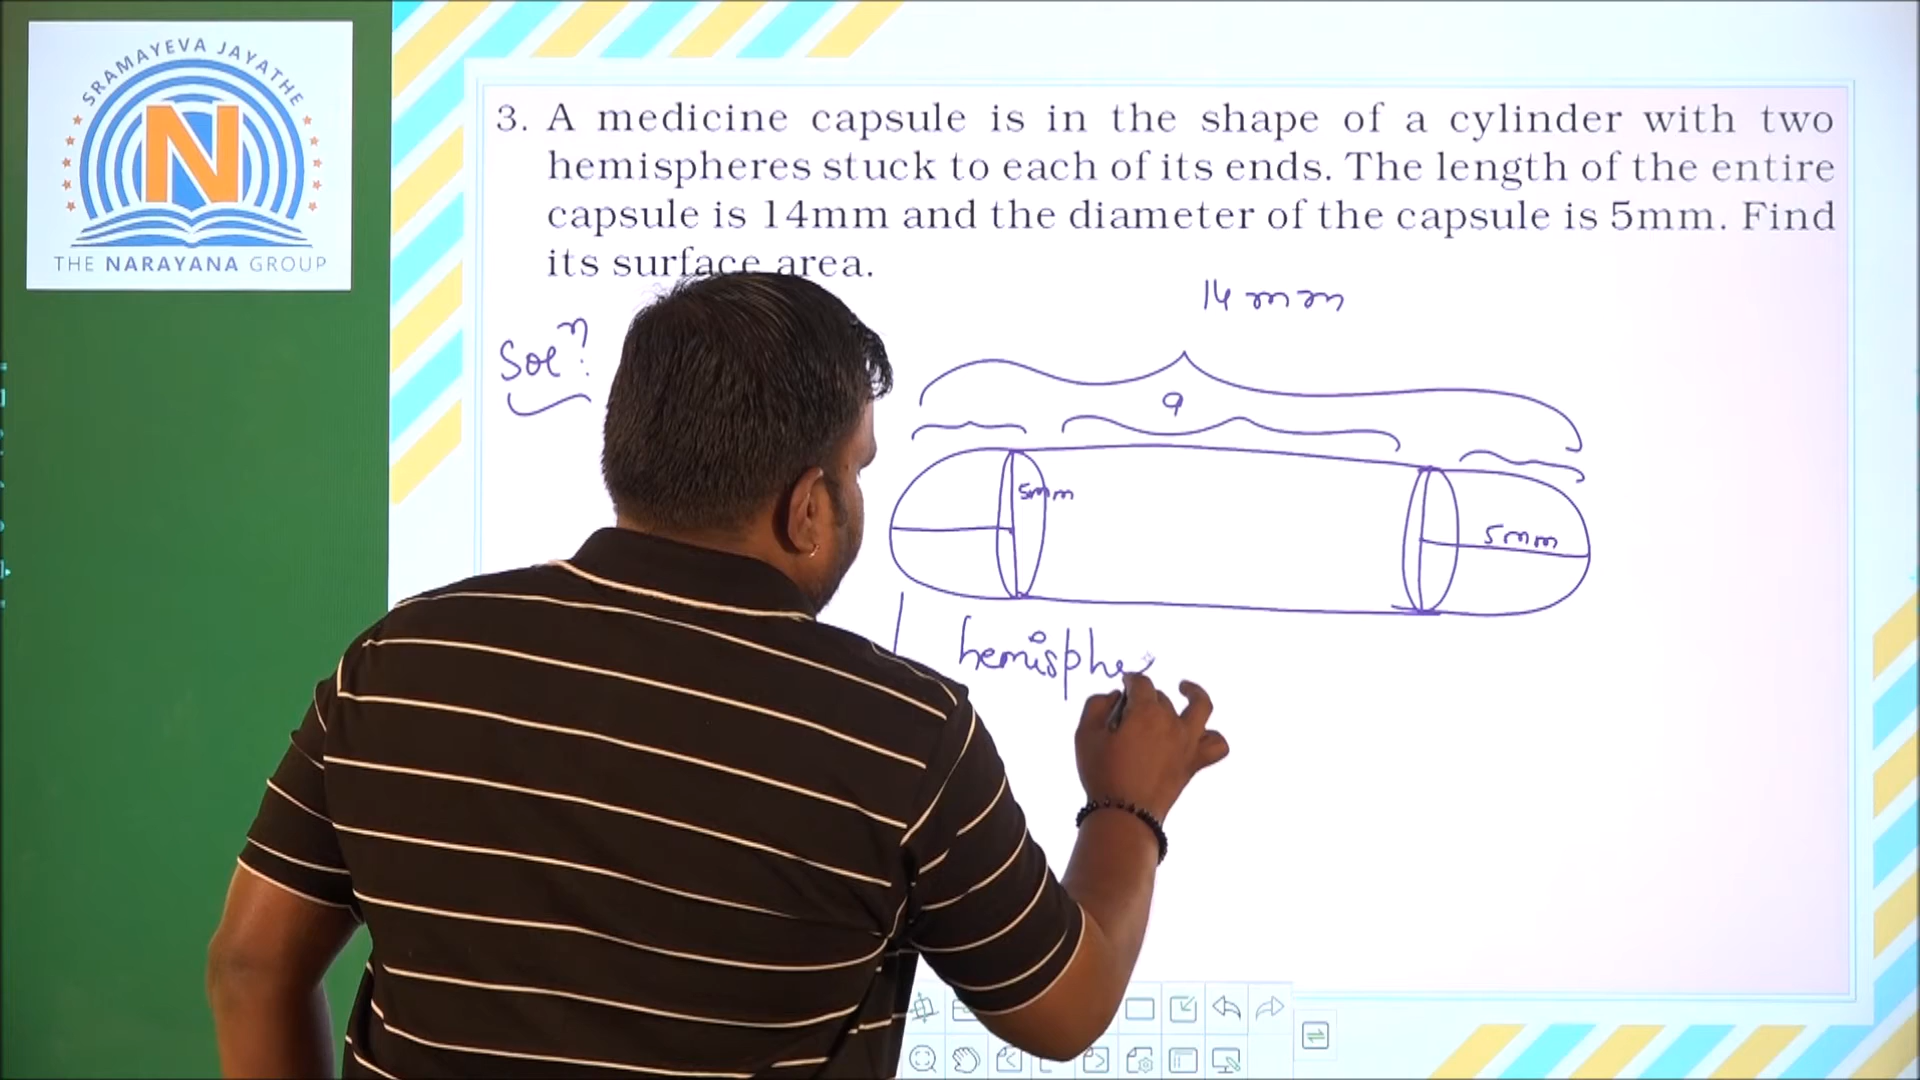 SRAMAYEVA JAYATHE
N
THE NARAYANA GROUP
3. A medicine capsule is in the shape of a cylinder with two
hemispheres stuck to each of its ends. The length of the entire
capsule is 14mm and the diameter of the capsule is 5mm. Find
its surface area.
14 mm
Sol
9
5mm
5mm
hemisphe